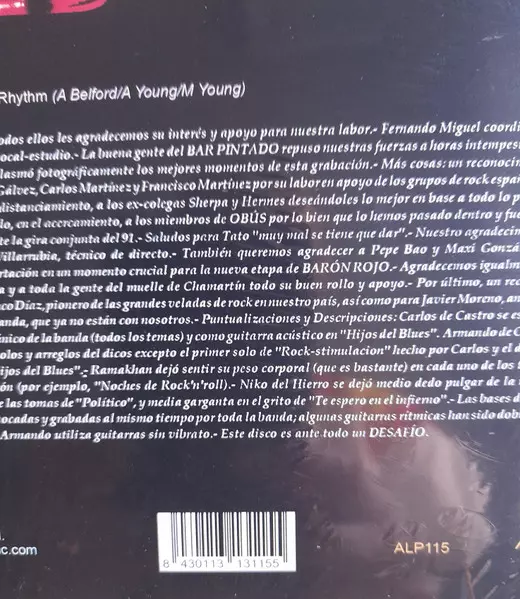 Rhythm (A Belford/A Young/M Young)
odos ellos les agradecemos su interés y apoyo para nuestra labor.- Fernando Miguel coordi
ocal-estudio.- La buena gente del BAR PINTADO repuso nuestras fuerzas a horas intempes
lasmó fotográficamente los mejores momentos de esta grabación.- Más cosas: un reconocin
Gálvez, Carlos Martínez y Francisco Martínez por su labor en apoyo de los grupos de rock españ
distanciamiento, a los ex-colegas Sherpa y Hermes deseándoles lo mejor en base a todo lo p
do, en el acercamiento, a los miembros de OBÚS por lo bien que lo hemos pasado dentro y fue
te la gira conjunta del 91.- Saludos para Tato "muy mal se tiene que dar".- Nuestro agradecim
Villarrubia, técnico de directo.- También queremos agradecer a Pepe Bao y Maxi Gonzá
rtación en un momento crucial para la nueva etapa de BARÓN ROJO.- Agradecemos igualm
a y a toda la gente del muelle de Chamartín todo su buen rollo y apoyo.- Por último, un rec
co Díaz, pionero de las grandes veladas de rock en nuestro país, así como para Javier Moreno, an
anda, que ya no están con nosotros.- Puntualizaciones y Descripciones: Carlos de Castro se es
ónico de la banda (todos los temas) y como guitarra acústico en "Hijos del Blues". Armando de C
olos y arreglos del dicos excepto el primer solo de "Rock-stimulacion" hecho por Carlos y el d
ijos del Blues".- Ramakhan dejó sentir su peso corporal (que es bastante) en cada uno de los
ón (por ejemplo, "Noches de Rock'n'roll).- Niko del Hierro se dejó medio dedo pulgar de la
e las tomas de "Político", y media garganta en el grito de "Te espero en el infierno".- Las bases d
ocadas y grabadas al mismo tiempo por toda la banda; algunas guitarras rítmicas han sido dob
Armando utiliza guitarras sin vibrato.- Este disco es ante todo un DESAFÍO.
c.com
8 430113 131155
ALP115